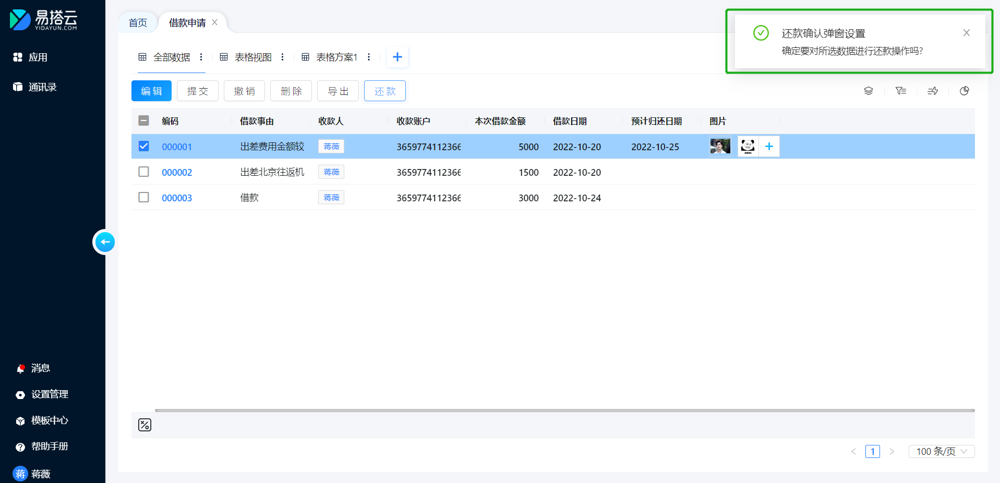 易搭云
YIDAYUN.COM
应用
通讯录
消息
设置管理
模板中心
帮助手册
蒋 蒋薇
首页 借款申请
还款确认弹窗设置
确定要对所选数据进行还款操作吗?
全部数据 表格视图 表格方案1
编辑 提交 撤销 删除 导出 还款
编码 借款事由 收款人 收款账户 本次借款金额 借款日期 预计归还日期 图片
000001 出差费用金额较 蒋薇 3659774112366 5000 2022-10-20 2022-10-25
000002 出差北京往返机 蒋薇 3659774112366 1500 2022-10-20
000003 借款 蒋薇 3659774112366 3000 2022-10-24
1 100 条/页